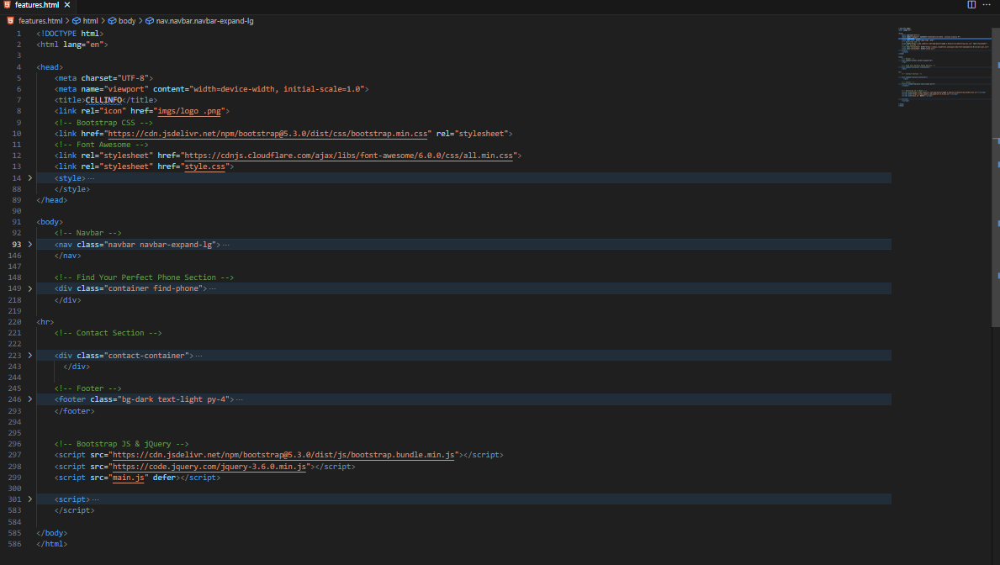 features.html
features.html > html > body > nav.navbar.navbar-expand-lg
1 <!DOCTYPE html>
2 <html lang="en">
3
4 <head>
5 <meta charset="UTF-8">
6 <meta name="viewport" content="width=device-width, initial-scale=1.0">
7 <title>CELLINFO</title>
8 <link rel="icon" href="imgs/logo .png">
9 <!-- Bootstrap CSS -->
10 <link href="https://cdn.jsdelivr.net/npm/bootstrap@5.3.0/dist/css/bootstrap.min.css" rel="stylesheet">
11 <!-- Font Awesome -->
12 <link rel="stylesheet" href="https://cdnjs.cloudflare.com/ajax/libs/font-awesome/6.0.0/css/all.min.css">
13 <link rel="stylesheet" href="style.css">
14 <style>…
88 </style>
89 </head>
90
91 <body>
92 <!-- Navbar -->
93 <nav class="navbar navbar-expand-lg">…
146 </nav>
147
148 <!-- Find Your Perfect Phone Section -->
149 <div class="container find-phone">…
218 </div>
219
220 <hr>
221 <!-- Contact Section -->
222
223 <div class="contact-container">…
243 </div>
244
245 <!-- Footer -->
246 <footer class="bg-dark text-light py-4">…
293 </footer>
294
295
296 <!-- Bootstrap JS & jQuery -->
297 <script src="https://cdn.jsdelivr.net/npm/bootstrap@5.3.0/dist/js/bootstrap.bundle.min.js"></script>
298 <script src="https://code.jquery.com/jquery-3.6.0.min.js"></script>
299 <script src="main.js" defer></script>
300
301 <script>…
583 </script>
584
585 </body>
586 </html>